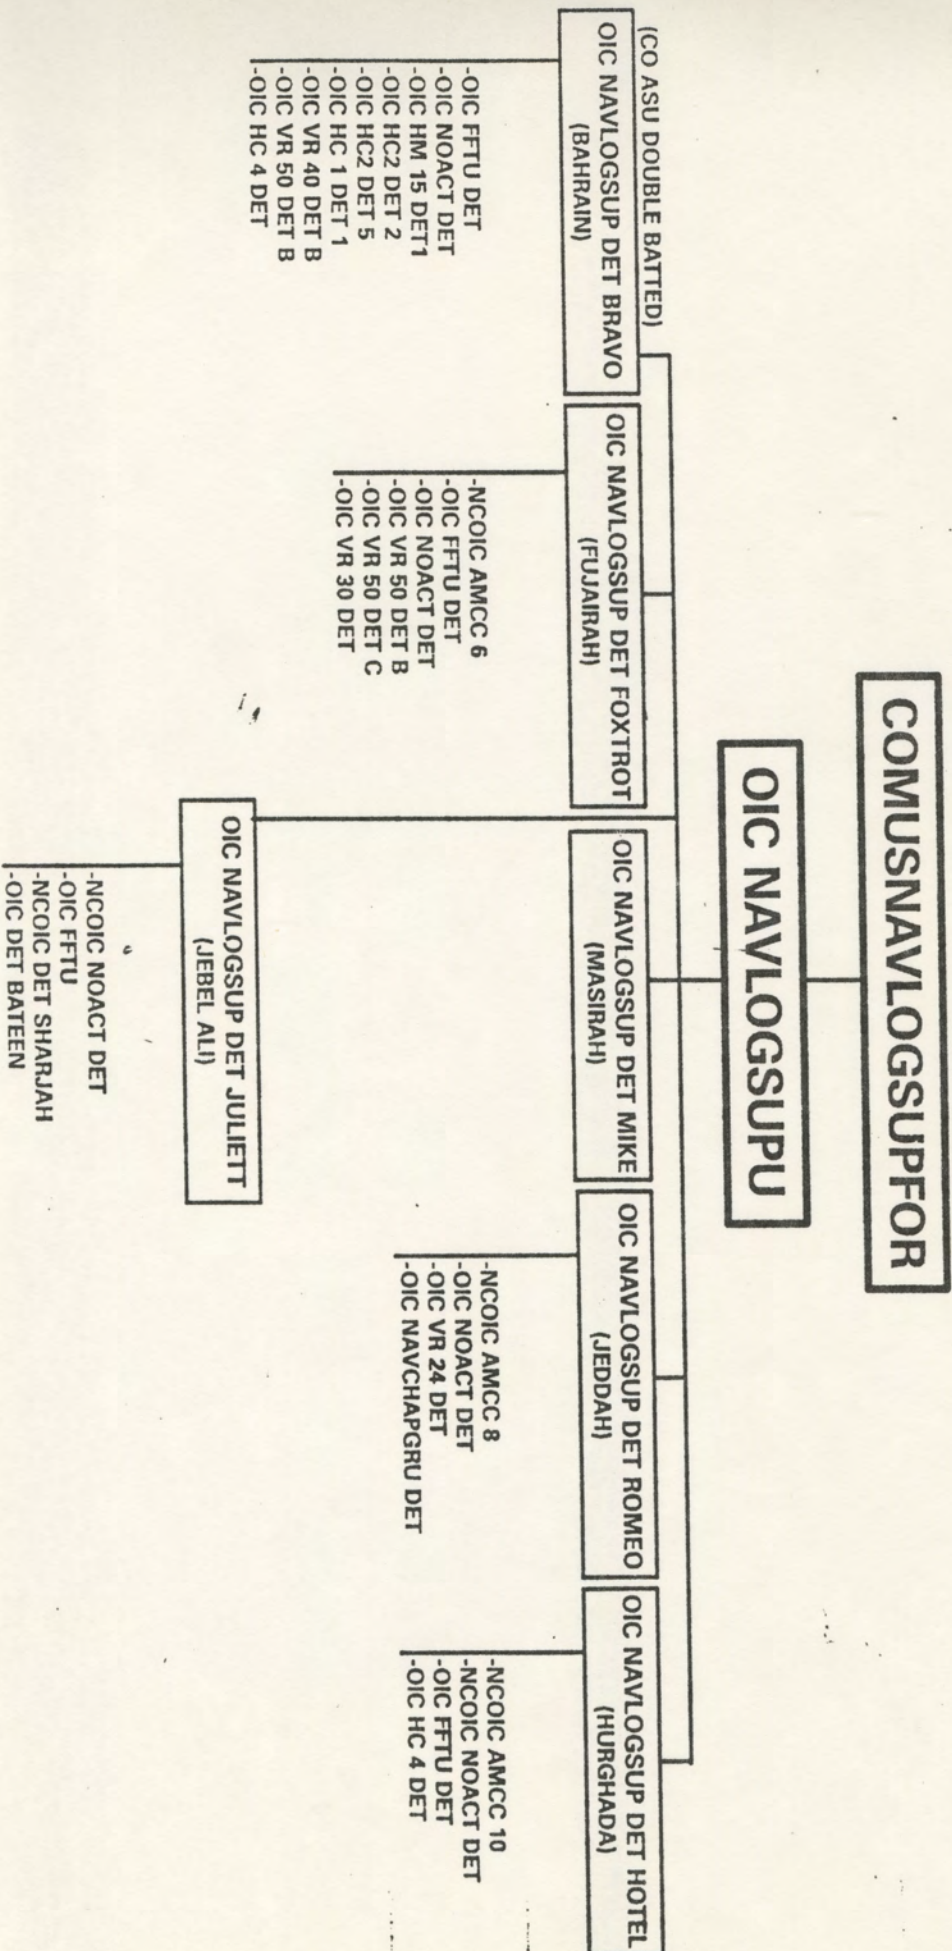 COMUSNAVLOGSUPFOR
OIC NAVLOGSUPU
(CO ASU DOUBLE BATTED)
OIC NAVLOGSUP DET BRAVO
(BAHRAIN)
-OIC FFTU DET
-OIC NOACT DET
-OIC HM 15 DET1
-OIC HC2 DET 2
-OIC HC2 DET 5
-OIC HC 1 DET 1
-OIC VR 40 DET B
-OIC VR 50 DET B
-OIC HC 4 DET
OIC NAVLOGSUP DET FOXTROT
(FUJAIRAH)
-NCOIC AMCC 6
-OIC FFTU DET
-OIC NOACT DET
-OIC VR 50 DET B
-OIC VR 50 DET C
-OIC VR 30 DET
OIC NAVLOGSUP DET MIKE
(MASIRAH)
OIC NAVLOGSUP DET ROMEO
(JEDDAH)
-NCOIC AMCC 8
-OIC NOACT DET
-OIC VR 24 DET
-OIC NAVCHAPGRU DET
OIC NAVLOGSUP DET HOTEL
(HURGHADA)
-NCOIC AMCC 10
-NCOIC NOACT DET
-OIC FFTU DET
-OIC HC 4 DET
OIC NAVLOGSUP DET JULIETT
(JEBEL ALI)
-NCOIC NOACT DET
-OIC FFTU
-NCOIC DET SHARJAH
-OIC DET BATEEN